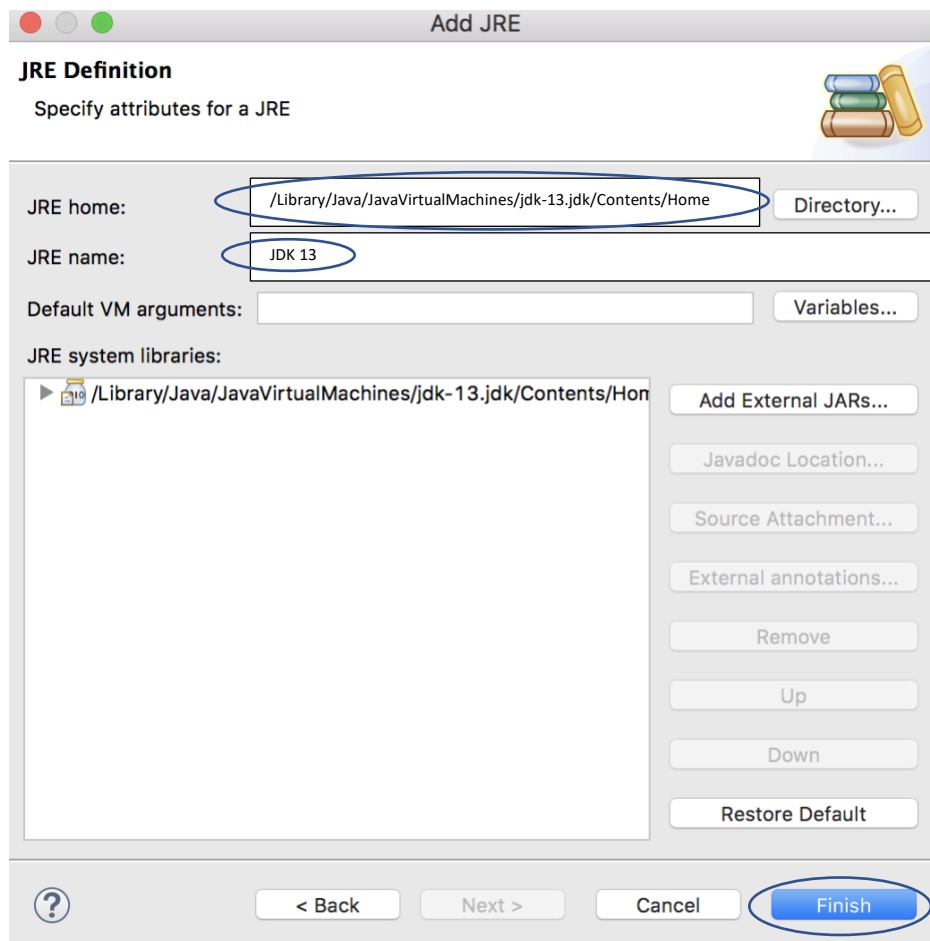 Add JRE
JRE Definition
Specify attributes for a JRE
JRE home:
/Library/Java/JavaVirtualMachines/jdk-13.jdk/Contents/Home
Directory...
JRE name:
JDK 13
Default VM arguments:
Variables...
JRE system libraries:
/Library/Java/JavaVirtualMachines/jdk-13.jdk/Contents/Hom
Add External JARs...
Javadoc Location...
Source Attachment...
External annotations...
Remove
Up
Down
Restore Default
?
< Back
Next >
Cancel
Finish